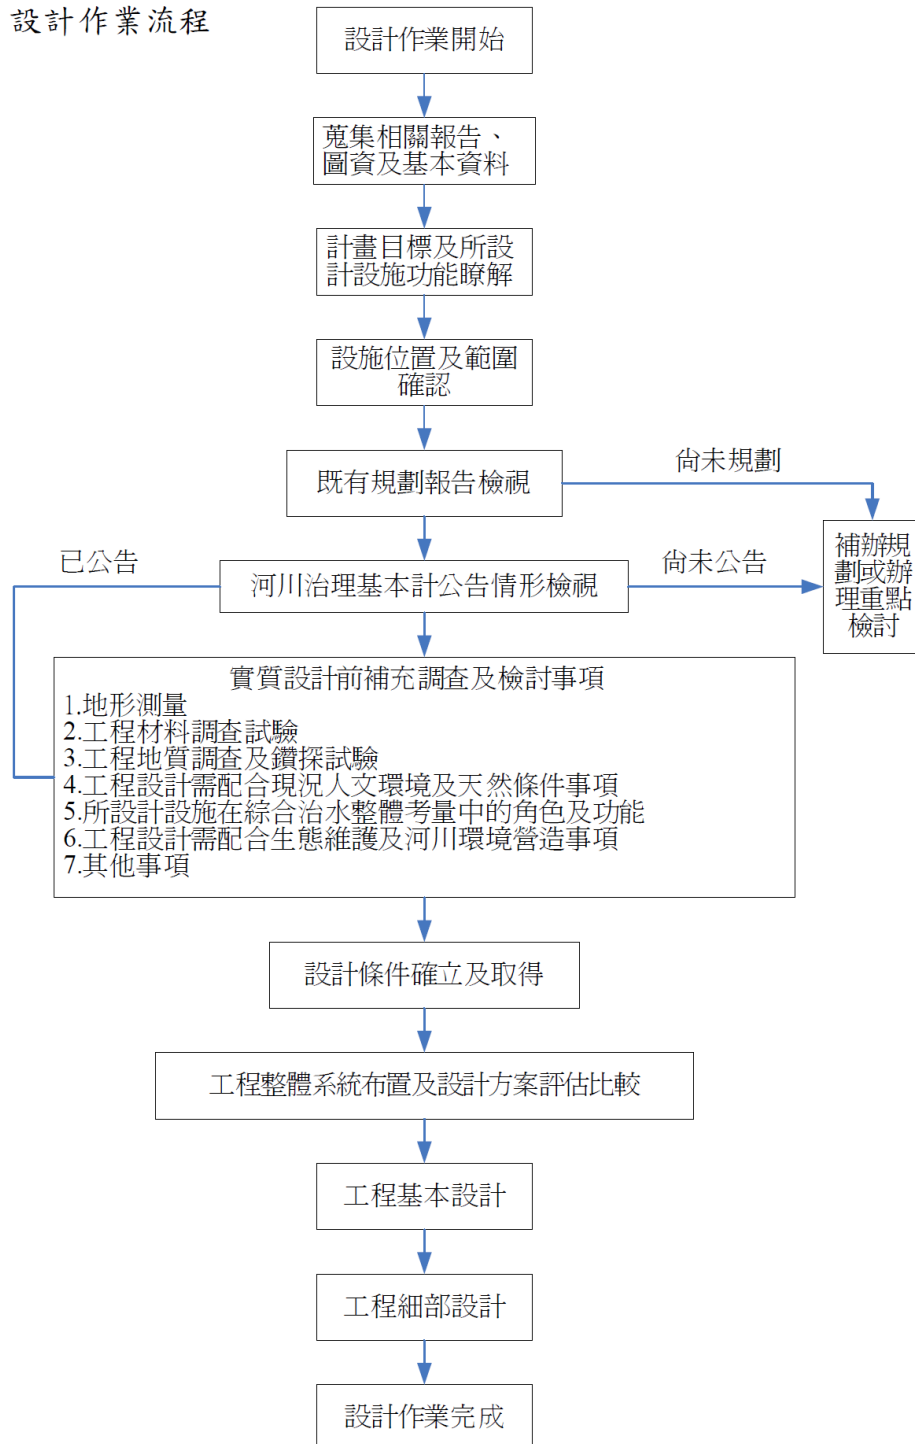 設計作業流程
設計作業開始
蒐集相關報告、
圖資及基本資料
計畫目標及所設
計設施功能瞭解
設施位置及範圍
確認
既有規劃報告檢視
尚未規劃
補辦規
劃或辦
理重點
檢討
已公告
河川治理基本計公告情形檢視
尚未公告
實質設計前補充調查及檢討事項
1.地形測量
2.工程材料調查試驗
3.工程地質調查及鑽探試驗
4.工程設計需配合現況人文環境及天然條件事項
5.所設計設施在綜合治水整體考量中的角色及功能
6.工程設計需配合生態維護及河川環境營造事項
7.其他事項
設計條件確立及取得
工程整體系統布置及設計方案評估比較
工程基本設計
工程細部設計
設計作業完成